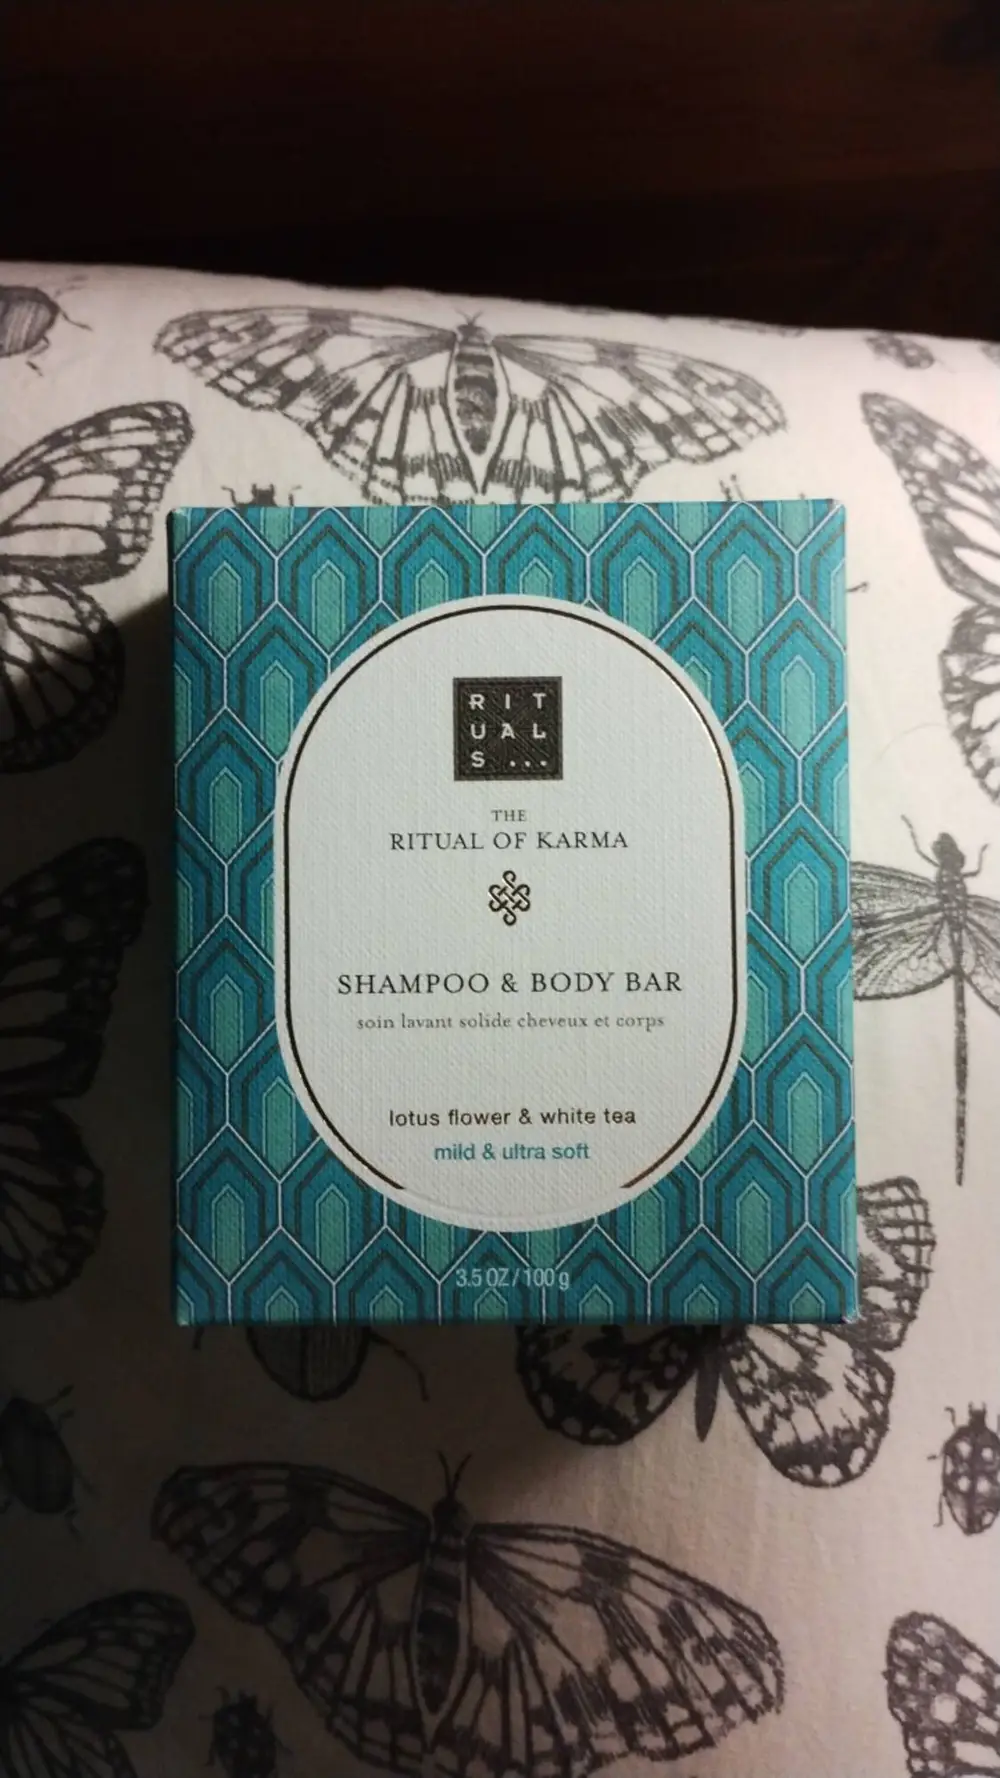 RIT
UAL
S...
THE
RITUAL OF KARMA
SHAMPOO & BODY BAR
soin lavant solide cheveux et corps
lotus flower & white tea
mild & ultra soft
3.5 OZ / 100 g